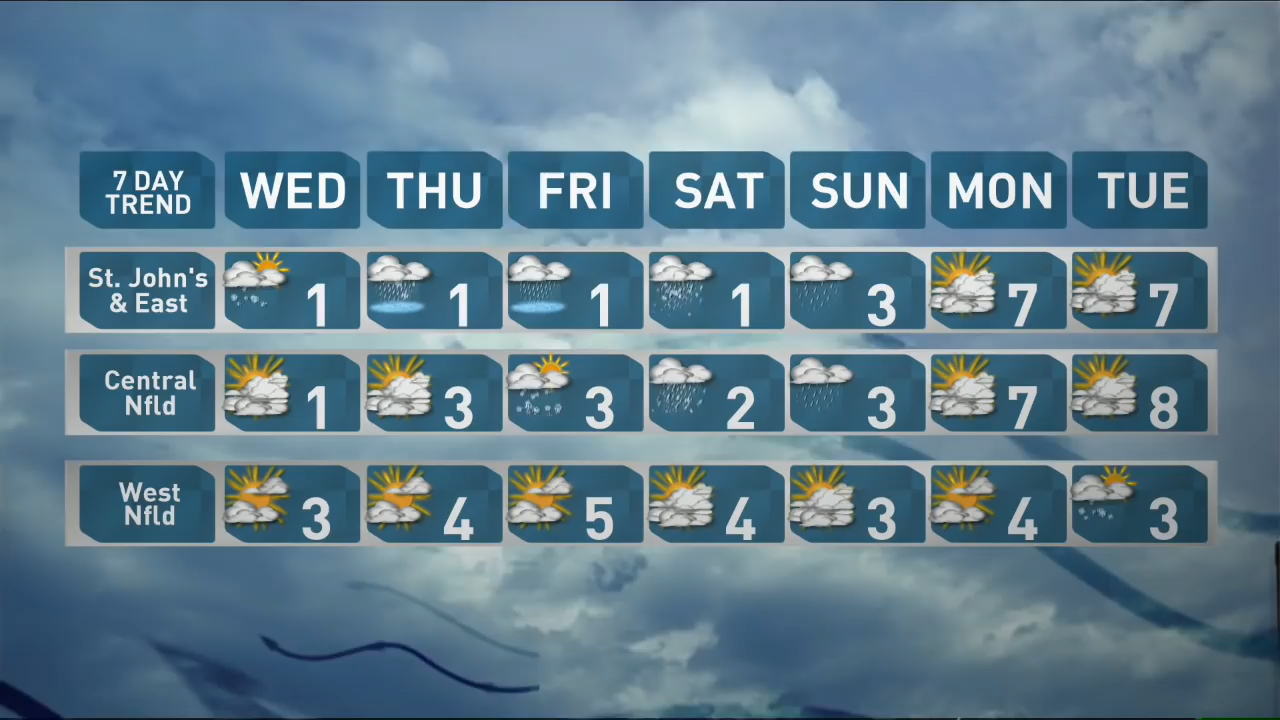 7 DAY
TREND
WED THU FRI SAT SUN MON TUE
St. John's
& East
1 1 1 1 3 7 7
Central
Nfld
1 3 3 2 3 7 8
West
Nfld
3 4 5 4 3 4 3